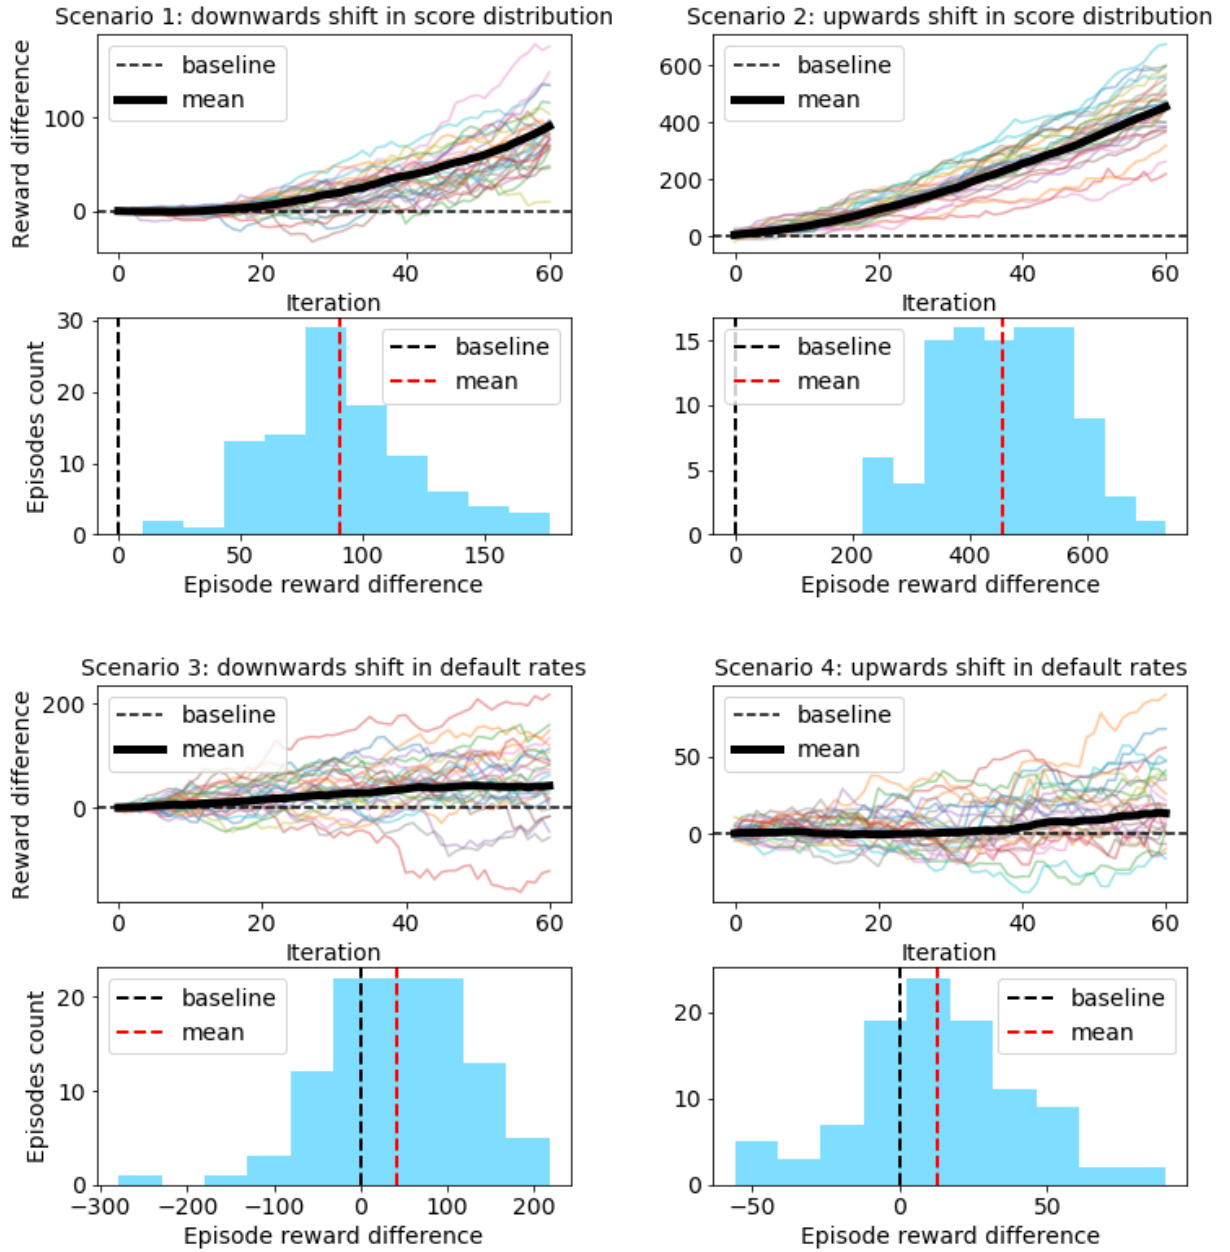 Scenario 1: downwards shift in score distribution
Reward difference
100
0
baseline
mean
0 20 40 60
Iteration
Episodes count
30
20
10
0
baseline
mean
0 50 100 150
Episode reward difference
Scenario 2: upwards shift in score distribution
600
400
200
0
baseline
mean
0 20 40 60
Iteration
15
10
5
0
baseline
mean
0 200 400 600
Episode reward difference
Scenario 3: downwards shift in default rates
Reward difference
200
100
0
baseline
mean
0 20 40 60
Iteration
Episodes count
20
10
0
baseline
mean
−300 −200 −100 0 100 200
Episode reward difference
Scenario 4: upwards shift in default rates
50
0
baseline
mean
0 20 40 60
Iteration
20
10
0
baseline
mean
−50 0 50
Episode reward difference